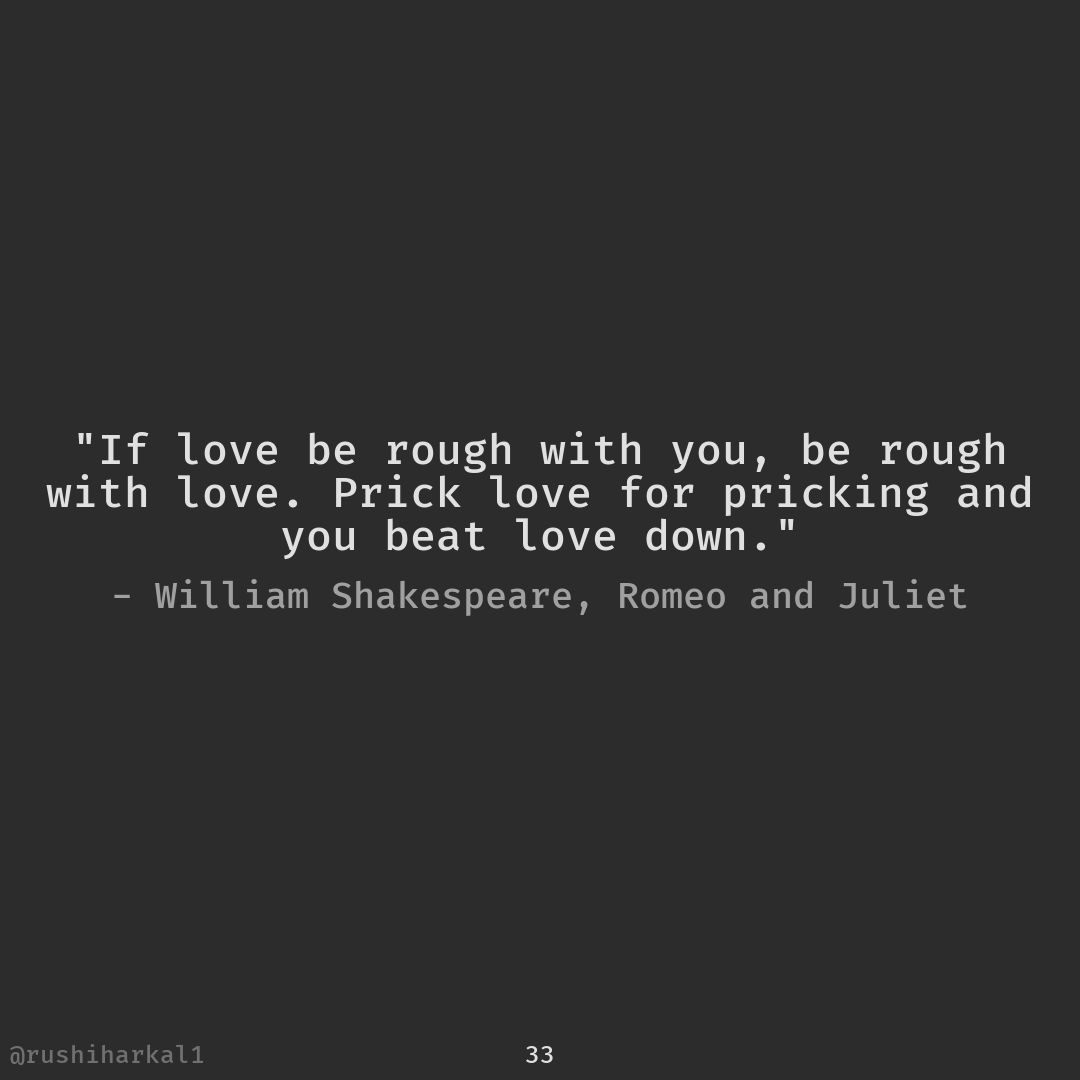 "If love be rough with you, be rough
with love. Prick love for pricking and
you beat love down."
- William Shakespeare, Romeo and Juliet
@rushiharkal1
33